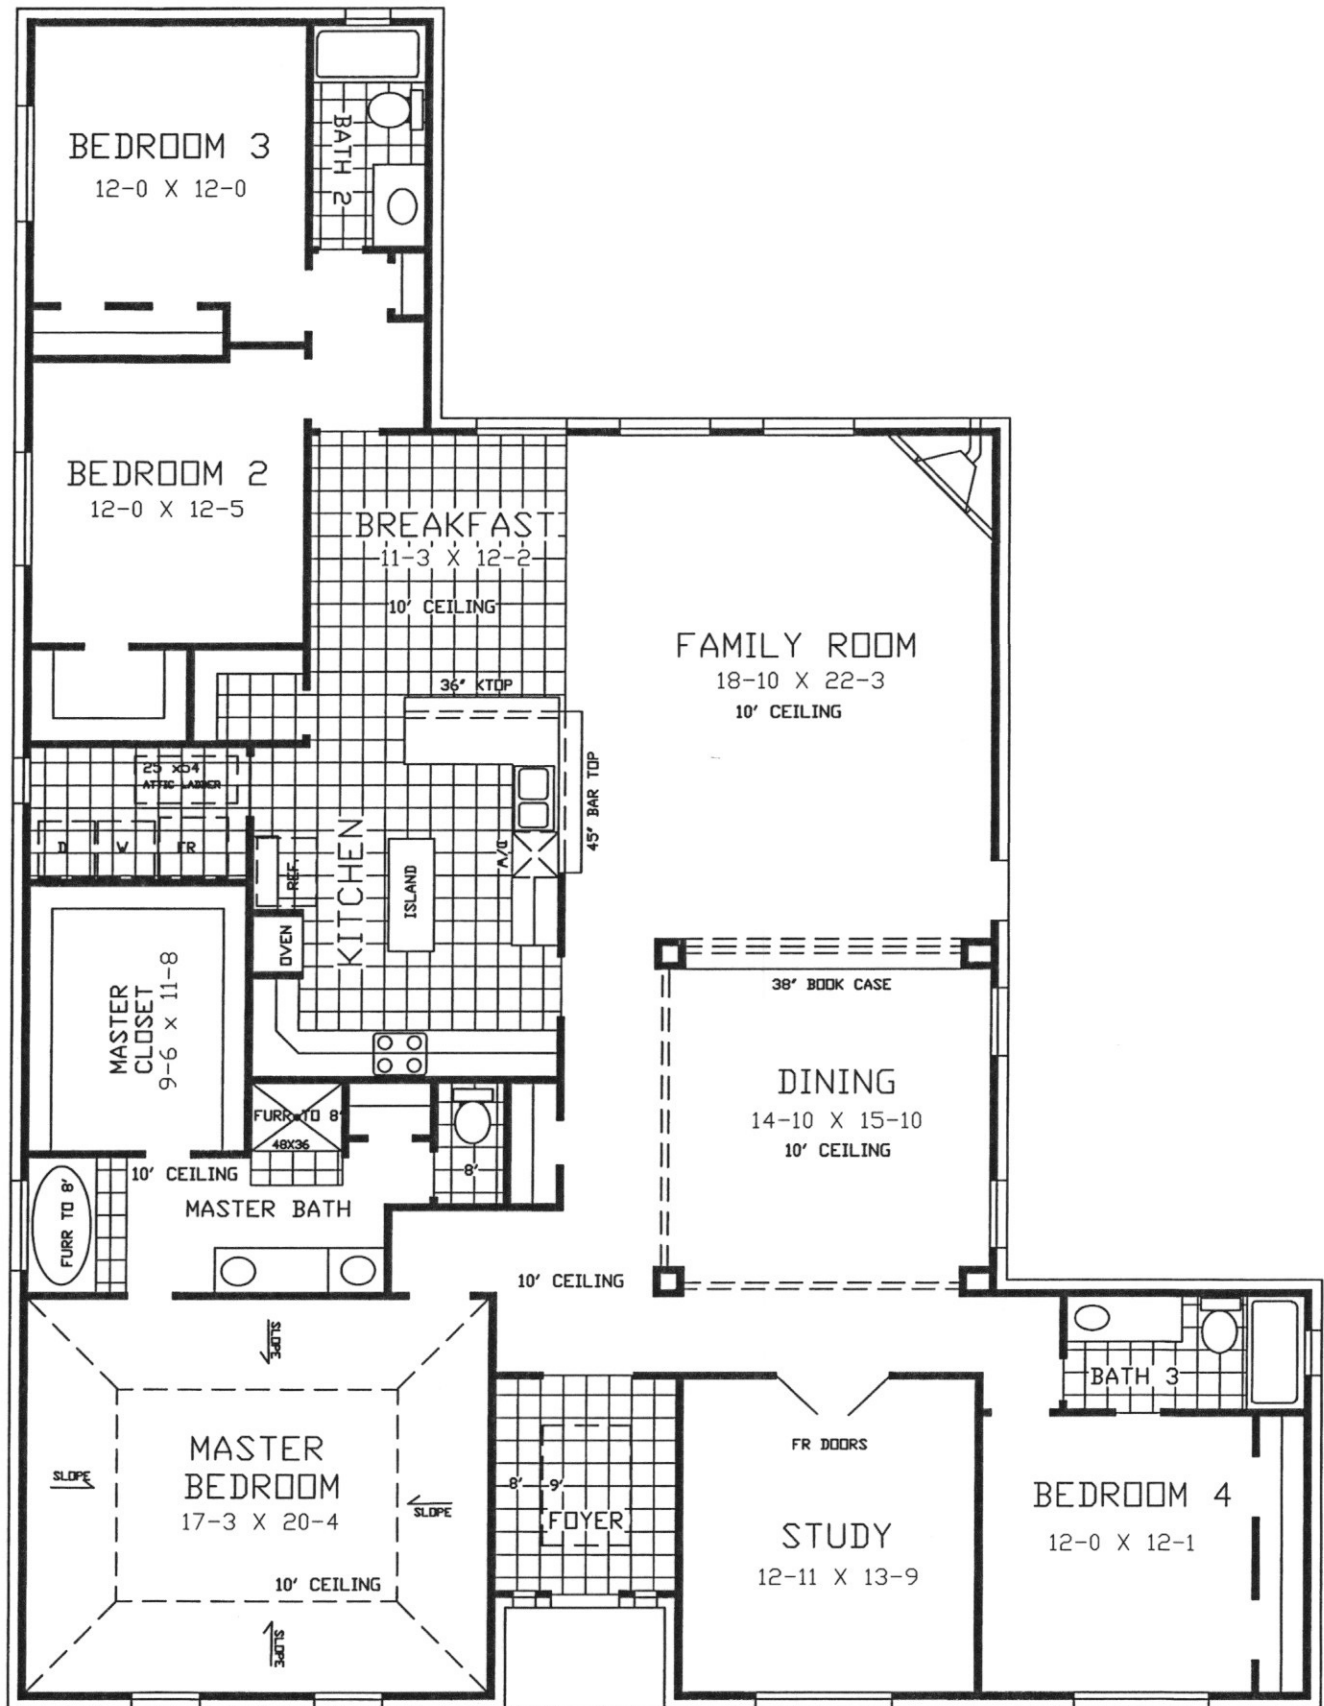 BEDROOM 3
12-0 X 12-0
BATH 2
BEDROOM 2
12-0 X 12-5
BREAKFAST
11-3 X 12-2
10' CEILING
FAMILY ROOM
18-10 X 22-3
10' CEILING
36" KTOP
45" BAR TOP
25 x54
ATTIC LADDER
D
W
FR
REF.
KITCHEN
ISLAND
D/W
OVEN
38" BOOK CASE
MASTER
CLOSET
9-6 x 11-8
DINING
14-10 X 15-10
10' CEILING
FURR TO 8'
48X36
8'
10' CEILING
FURR TO 8'
MASTER BATH
10' CEILING
BATH 3
SLOPE
FR DOORS
MASTER
BEDROOM
17-3 X 20-4
SLOPE
SLOPE
8'
9'
FOYER
STUDY
12-11 X 13-9
BEDROOM 4
12-0 X 12-1
10' CEILING
SLOPE